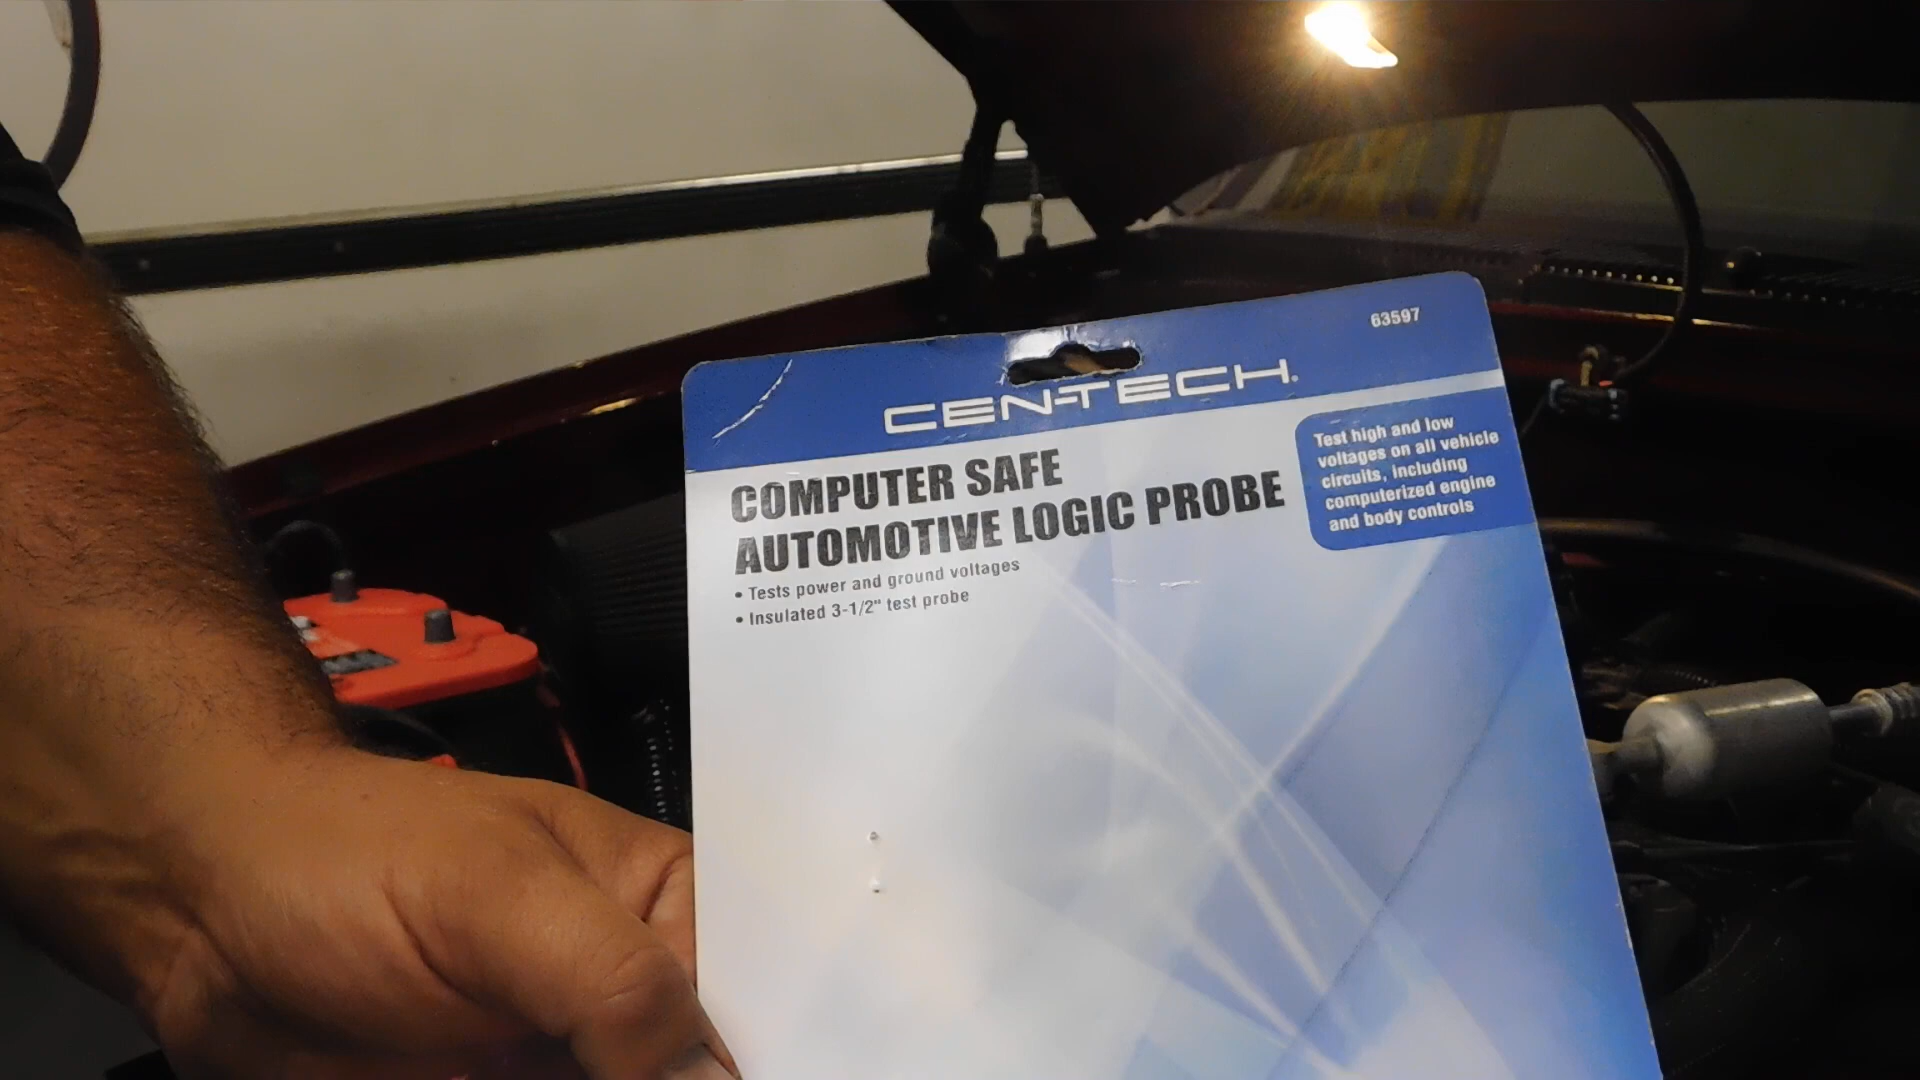 63597
CEN-TECH®
COMPUTER SAFE
AUTOMOTIVE LOGIC PROBE
• Tests power and ground voltages
• Insulated 3-1/2" test probe
Test high and low
voltages on all vehicle
circuits, including
computerized engine
and body controls